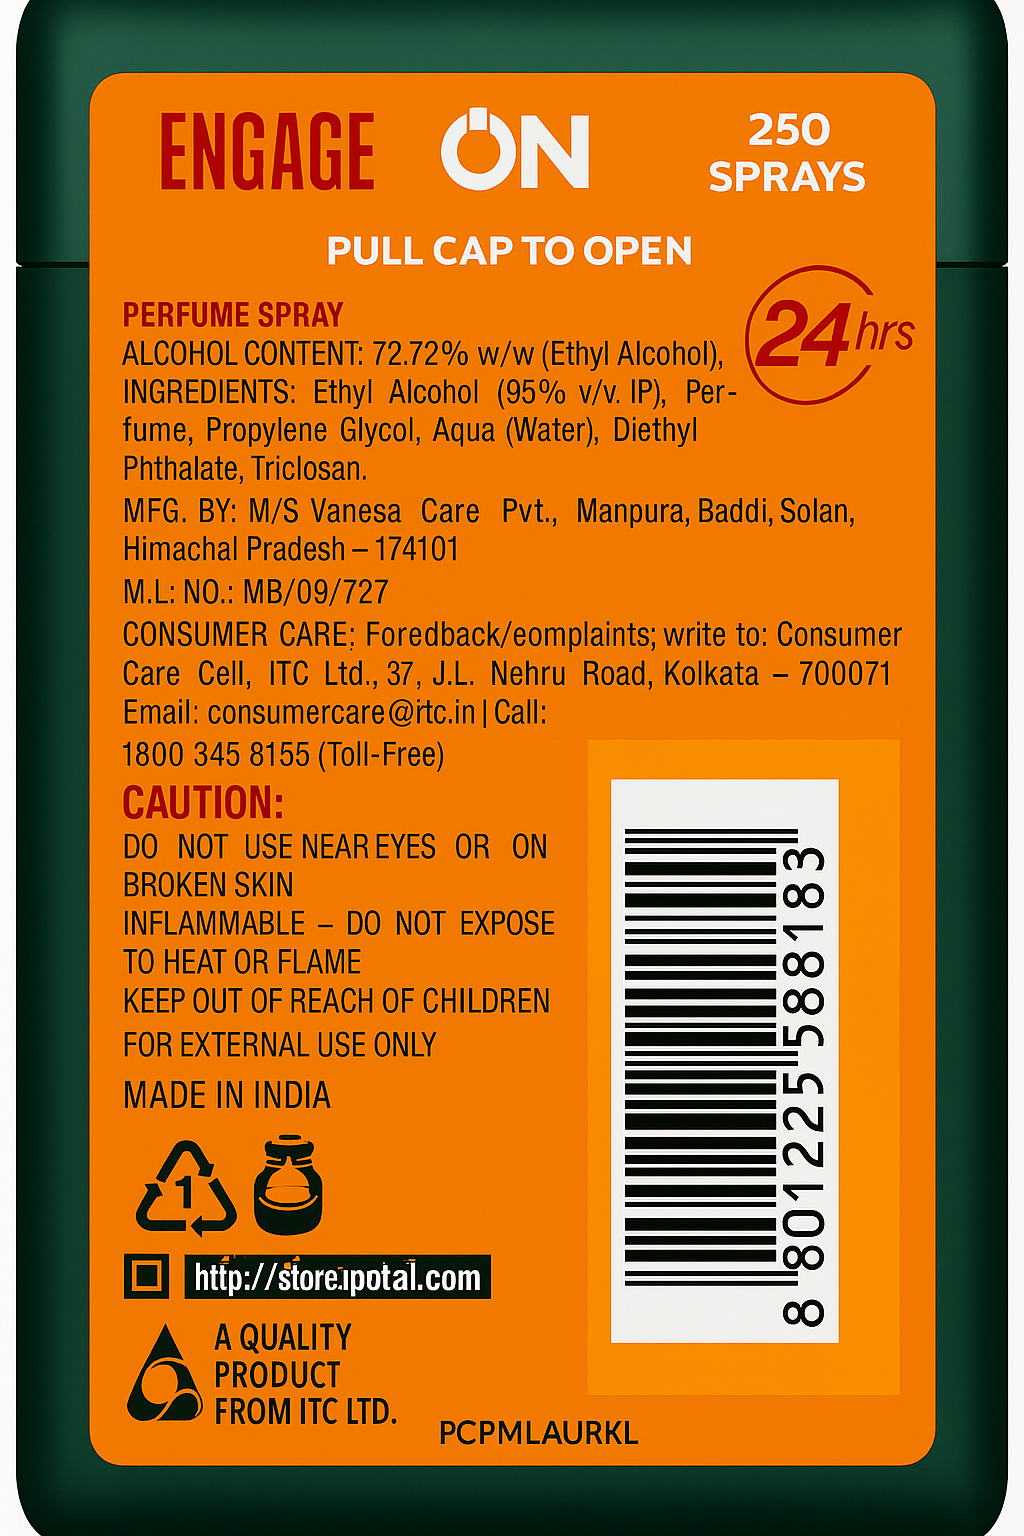 ENGAGE ON
250
SPRAYS
PULL CAP TO OPEN
24 hrs
PERFUME SPRAY
ALCOHOL CONTENT: 72.72% w/w (Ethyl Alcohol),
INGREDIENTS: Ethyl Alcohol (95% v/v. IP), Per-
fume, Propylene Glycol, Aqua (Water), Diethyl
Phthalate, Triclosan.
MFG. BY: M/S Vanesa Care Pvt., Manpura, Baddi, Solan,
Himachal Pradesh – 174101
M.L: NO.: MB/09/727
CONSUMER CARE; Foredback/eomplaints; write to: Consumer
Care Cell, ITC Ltd., 37, J.L. Nehru Road, Kolkata – 700071
Email: consumercare@itc.in | Call:
1800 345 8155 (Toll-Free)
CAUTION:
DO NOT USE NEAR EYES OR ON
BROKEN SKIN
INFLAMMABLE – DO NOT EXPOSE
TO HEAT OR FLAME
KEEP OUT OF REACH OF CHILDREN
FOR EXTERNAL USE ONLY
MADE IN INDIA
1
http://store.ipotal.com
A QUALITY
PRODUCT
FROM ITC LTD.
PCPMLAURKL
8 801225 588183